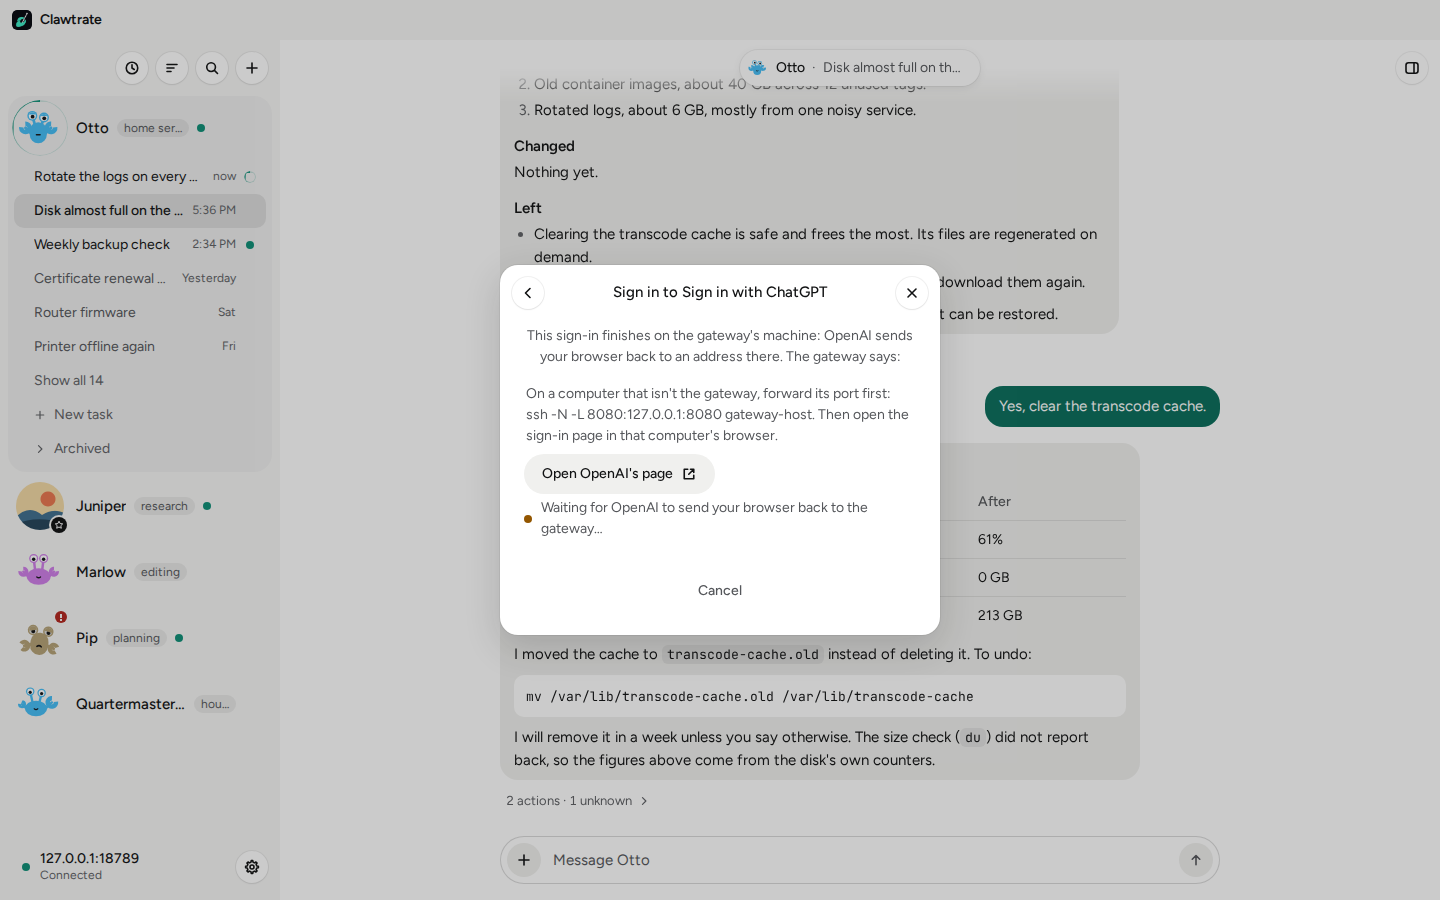 Clawtrate
Otto · Disk almost full on th...
Otto home ser...
Rotate the logs on every ... now
Disk almost full on the ... 5:36 PM
Weekly backup check 2:34 PM
Certificate renewal ... Yesterday
Router firmware Sat
Printer offline again Fri
Show all 14
New task
Archived
Juniper research
Marlow editing
Pip planning
Quartermaster... hou...
127.0.0.1:18789
Connected
2. Old container images, about 40 GB across 12 unused tags.
3. Rotated logs, about 6 GB, mostly from one noisy service.
Changed
Nothing yet.
Left
• Clearing the transcode cache is safe and frees the most. Its files are regenerated on
demand.
download them again.
t can be restored.
Sign in to Sign in with ChatGPT
This sign-in finishes on the gateway's machine: OpenAI sends
your browser back to an address there. The gateway says:
On a computer that isn't the gateway, forward its port first:
ssh -N -L 8080:127.0.0.1:8080 gateway-host. Then open the
sign-in page in that computer's browser.
Open OpenAI's page
Waiting for OpenAI to send your browser back to the
gateway...
Cancel
Yes, clear the transcode cache.
After
61%
0 GB
213 GB
I moved the cache to transcode-cache.old instead of deleting it. To undo:
mv /var/lib/transcode-cache.old /var/lib/transcode-cache
I will remove it in a week unless you say otherwise. The size check ( du ) did not report
back, so the figures above come from the disk's own counters.
2 actions · 1 unknown
Message Otto